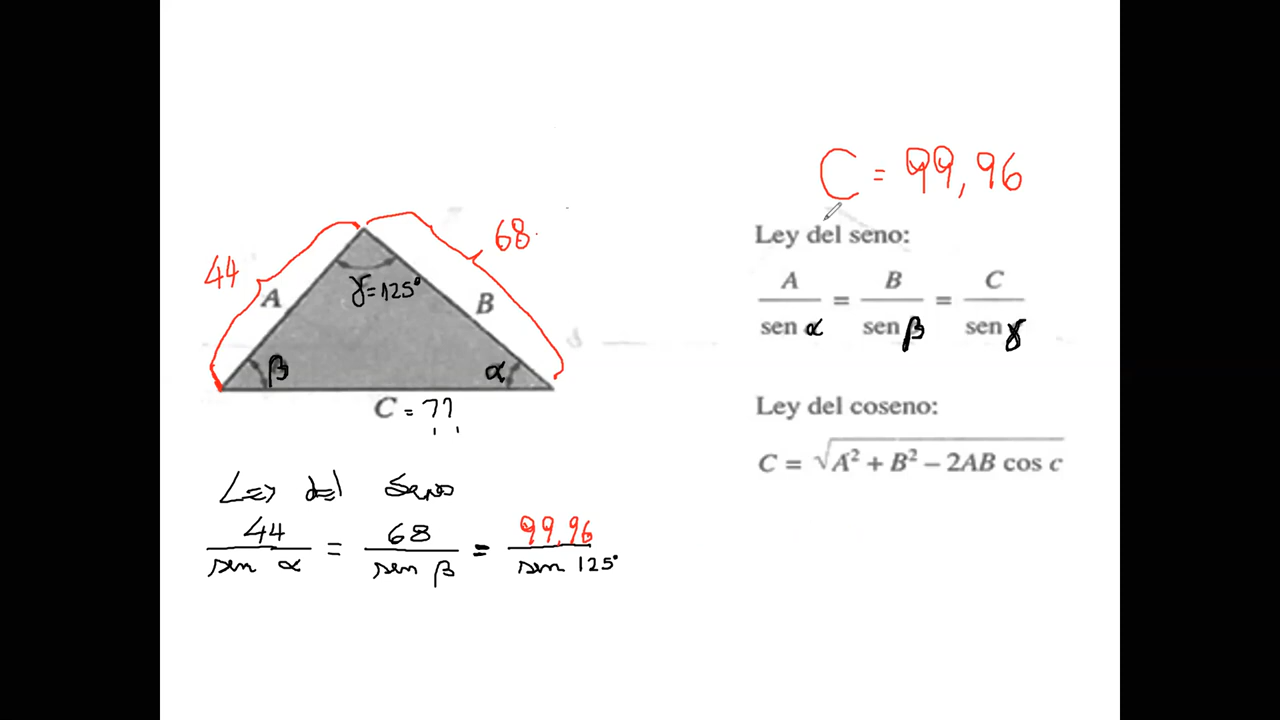 C = 99,96
Ley del seno:
A / sen α = B / sen β = C / sen γ
Ley del coseno:
C = √A² + B² − 2AB cos c
44
68
A
B
γ = 125°
β
α
C = ??
Ley del Seno
44 / sen α = 68 / sen β = 99.96 / sen 125°